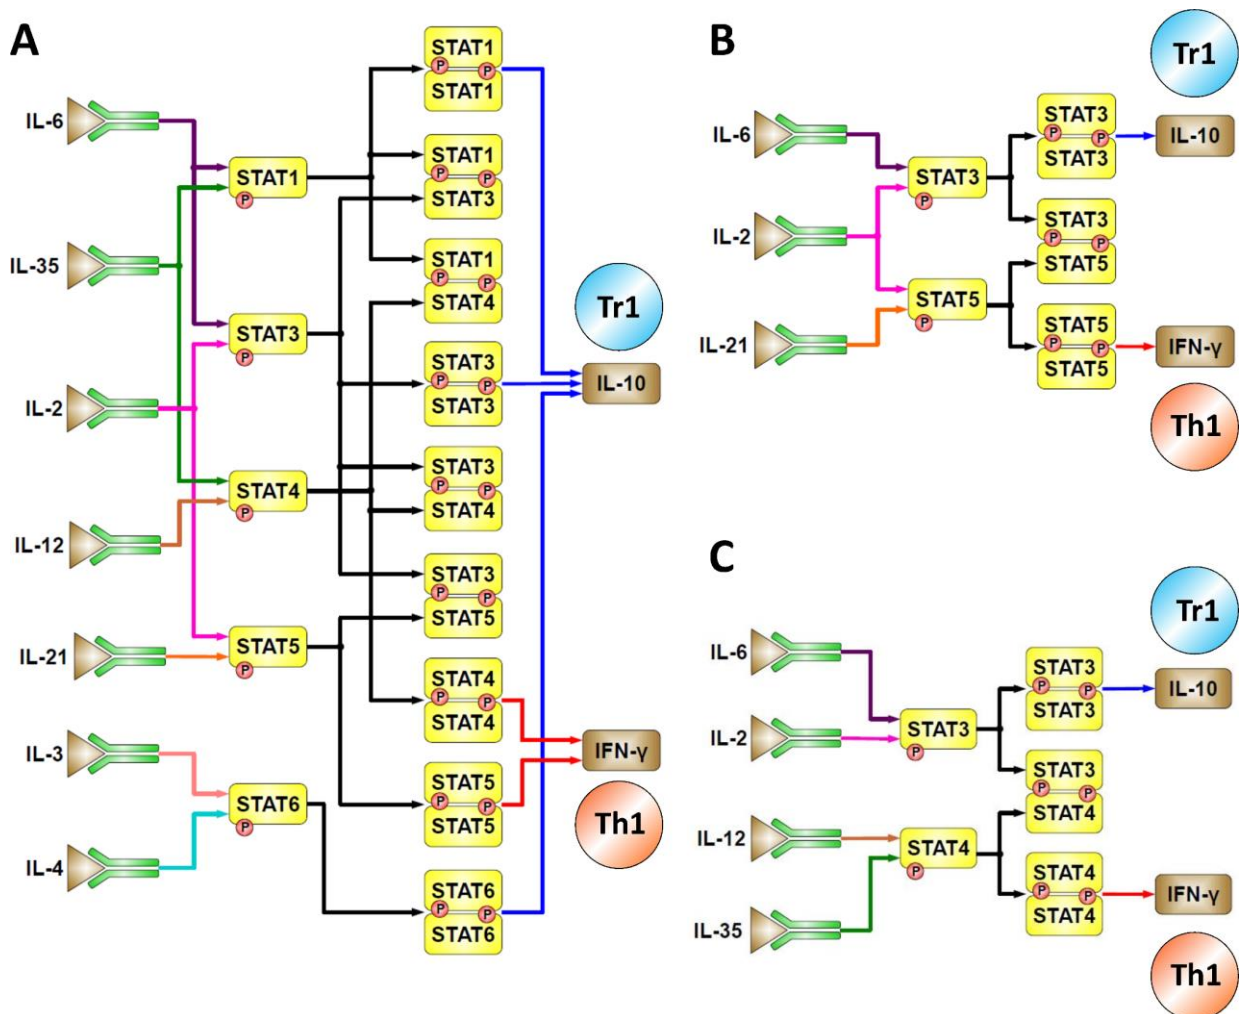 A
IL-6
IL-35
IL-2
IL-12
IL-21
IL-3
IL-4
STAT1
P
STAT3
P
STAT4
P
STAT5
P
STAT6
P
STAT1
P P
STAT1
STAT1
P P
STAT3
STAT1
P P
STAT4
STAT3
P P
STAT3
STAT3
P P
STAT4
STAT3
P P
STAT5
STAT4
P P
STAT4
STAT5
P P
STAT5
STAT6
P P
STAT6
Tr1
IL-10
IFN-γ
Th1
B
IL-6
IL-2
IL-21
STAT3
P
STAT5
P
STAT3
P P
STAT3
STAT3
P P
STAT5
STAT5
P P
STAT5
Tr1
IL-10
IFN-γ
Th1
C
IL-6
IL-2
IL-12
IL-35
STAT3
P
STAT4
P
STAT3
P P
STAT3
STAT3
P P
STAT4
STAT4
P P
STAT4
Tr1
IL-10
IFN-γ
Th1